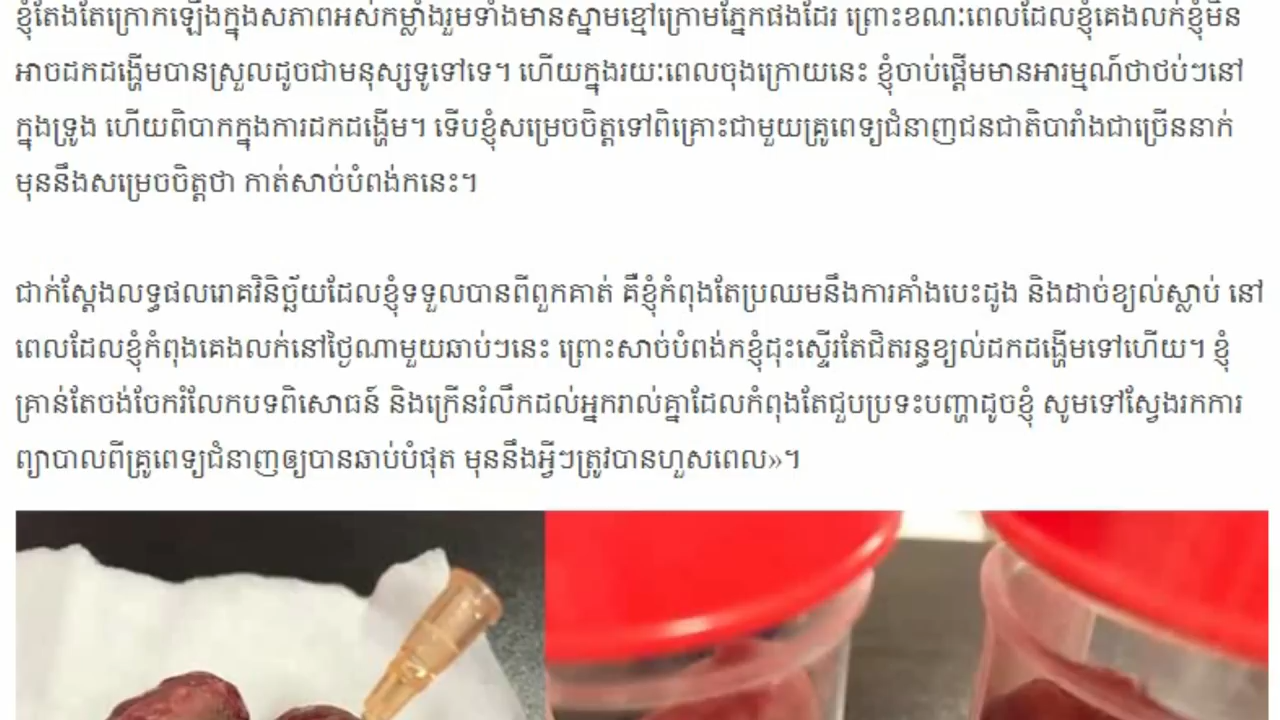 ខ្ញុំតែងតែក្រោកឡើងក្នុងសភាពអស់កម្លាំងរួមទាំងមានស្នាមខ្មៅក្រោមភ្នែកផងដែរ ព្រោះខណៈពេលដែលខ្ញុំគេងលក់ខ្ញុំមិន
អាចដកដង្ហើមបានស្រួលដូចជាមនុស្សទូទៅទេ។ ហើយក្នុងរយៈពេលចុងក្រោយនេះ ខ្ញុំចាប់ផ្តើមមានអារម្មណ៍ថាថប់ៗនៅ
ក្នុងទ្រូង ហើយពិបាកក្នុងការដកដង្ហើម។ ទើបខ្ញុំសម្រេចចិត្តទៅពិគ្រោះជាមួយគ្រូពេទ្យជំនាញជនជាតិបារាំងជាច្រើននាក់
មុននឹងសម្រេចចិត្តថា កាត់សាច់បំពង់កនេះ។
ជាក់ស្តែងលទ្ធផលរោគវិនិច្ឆ័យដែលខ្ញុំទទួលបានពីពួកគាត់ គឺខ្ញុំកំពុងតែប្រឈមនឹងការគាំងបេះដូង និងដាច់ខ្យល់ស្លាប់ នៅ
ពេលដែលខ្ញុំកំពុងគេងលក់នៅថ្ងៃណាមួយឆាប់ៗនេះ ព្រោះសាច់បំពង់កខ្ញុំដុះស្ទើរតែជិតរន្ធខ្យល់ដកដង្ហើមទៅហើយ។ ខ្ញុំ
គ្រាន់តែចង់ចែករំលែកបទពិសោធន៍ និងក្រើនរំលឹកដល់អ្នករាល់គ្នាដែលកំពុងតែជួបប្រទះបញ្ហាដូចខ្ញុំ សូមទៅស្វែងរកការ
ព្យាបាលពីគ្រូពេទ្យជំនាញឲ្យបានឆាប់បំផុត មុននឹងអ្វីៗត្រូវបានហួសពេល»។